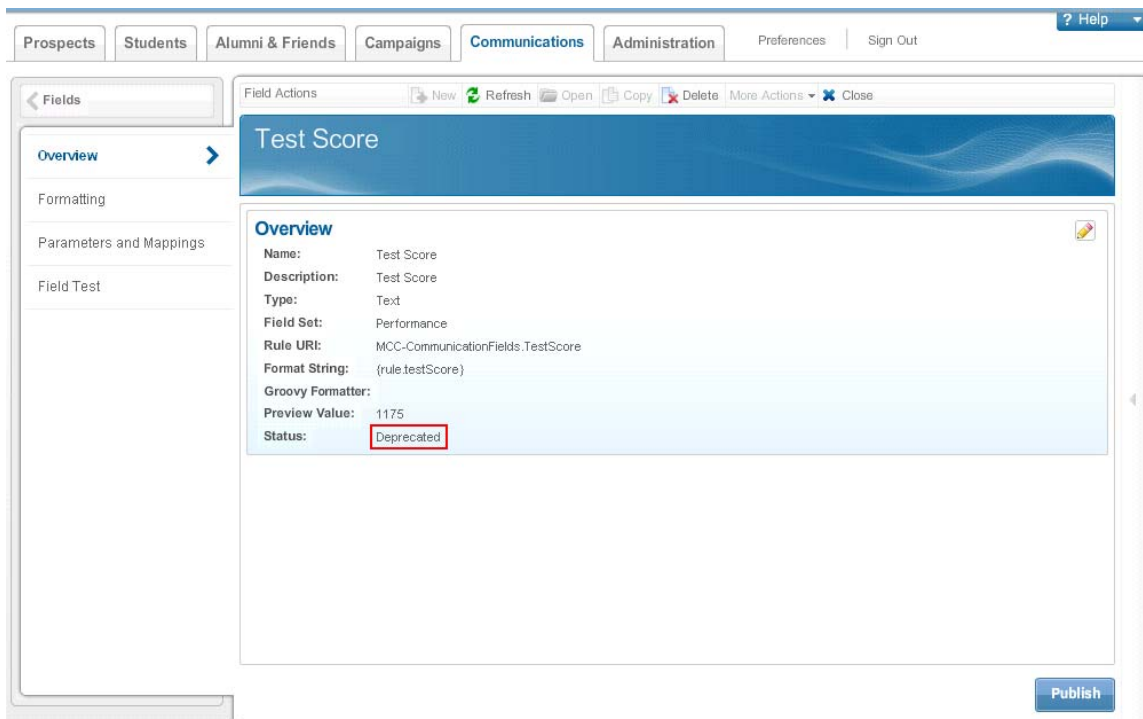 ? Help
Prospects Students Alumni & Friends Campaigns Communications Administration Preferences Sign Out
Fields
Field Actions New Refresh Open Copy Delete More Actions Close
Test Score
Overview
Formatting
Parameters and Mappings
Field Test
Overview
Name: Test Score
Description: Test Score
Type: Text
Field Set: Performance
Rule URI: MCC-CommunicationFields.TestScore
Format String: {rule.testScore}
Groovy Formatter:
Preview Value: 1175
Status: Deprecated
Publish